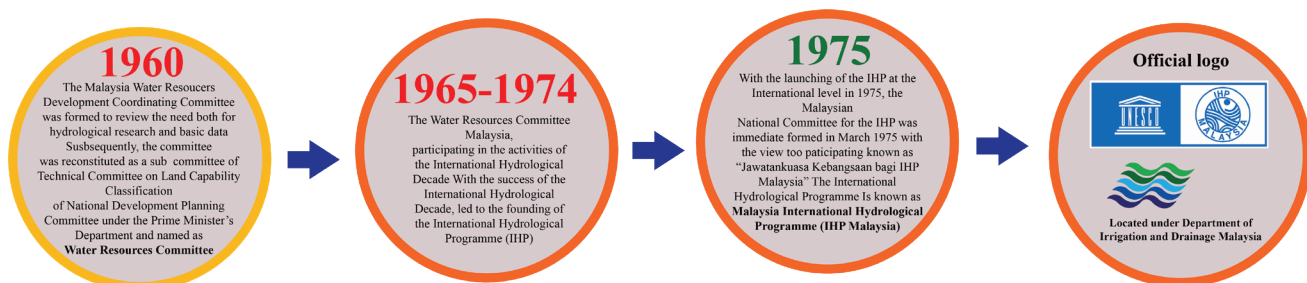 1960
The Malaysia Water Resoucers
Development Coordinating Committee
was formed to review the need both for
hydrological research and basic data
Susbsequently, the committee
was reconstituted as a sub committee of
Technical Committee on Land Capability
Classification
of National Development Planning
Committee under the Prime Minister's
Department and named as
Water Resources Committee
1965-1974
The Water Resources Committee
Malaysia,
participating in the activities of
the International Hydrological
Decade With the success of the
International Hydrological
Decade, led to the founding of
the International Hydrological
Programme (IHP)
1975
With the launching of the IHP at the
International level in 1975, the
Malaysian
National Committee for the IHP was
immediate formed in March 1975 with
the view too paticipating known as
“Jawatankuasa Kebangsaan bagi IHP
Malaysia” The International
Hydrological Programme Is known as
Malaysia International Hydrological
Programme (IHP Malaysia)
Official logo
UNESCO
IHP
MALAYSIA
Located under Department of
Irrigation and Drainage Malaysia